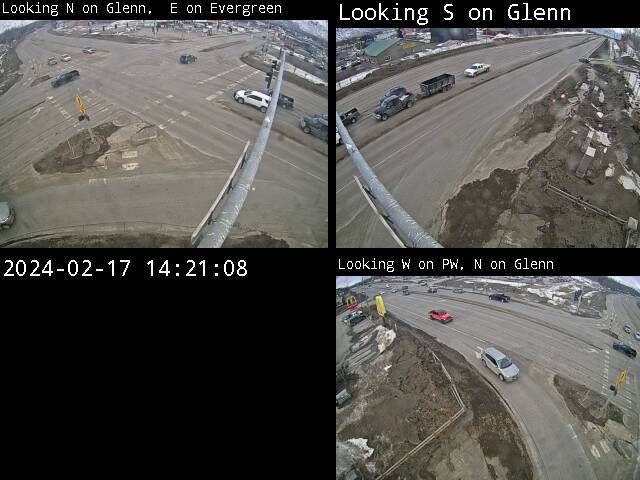 Looking N on Glenn,  E on Evergreen
Looking S on Glenn
2024-02-17 14:21:08
Looking W on PW, N on Glenn